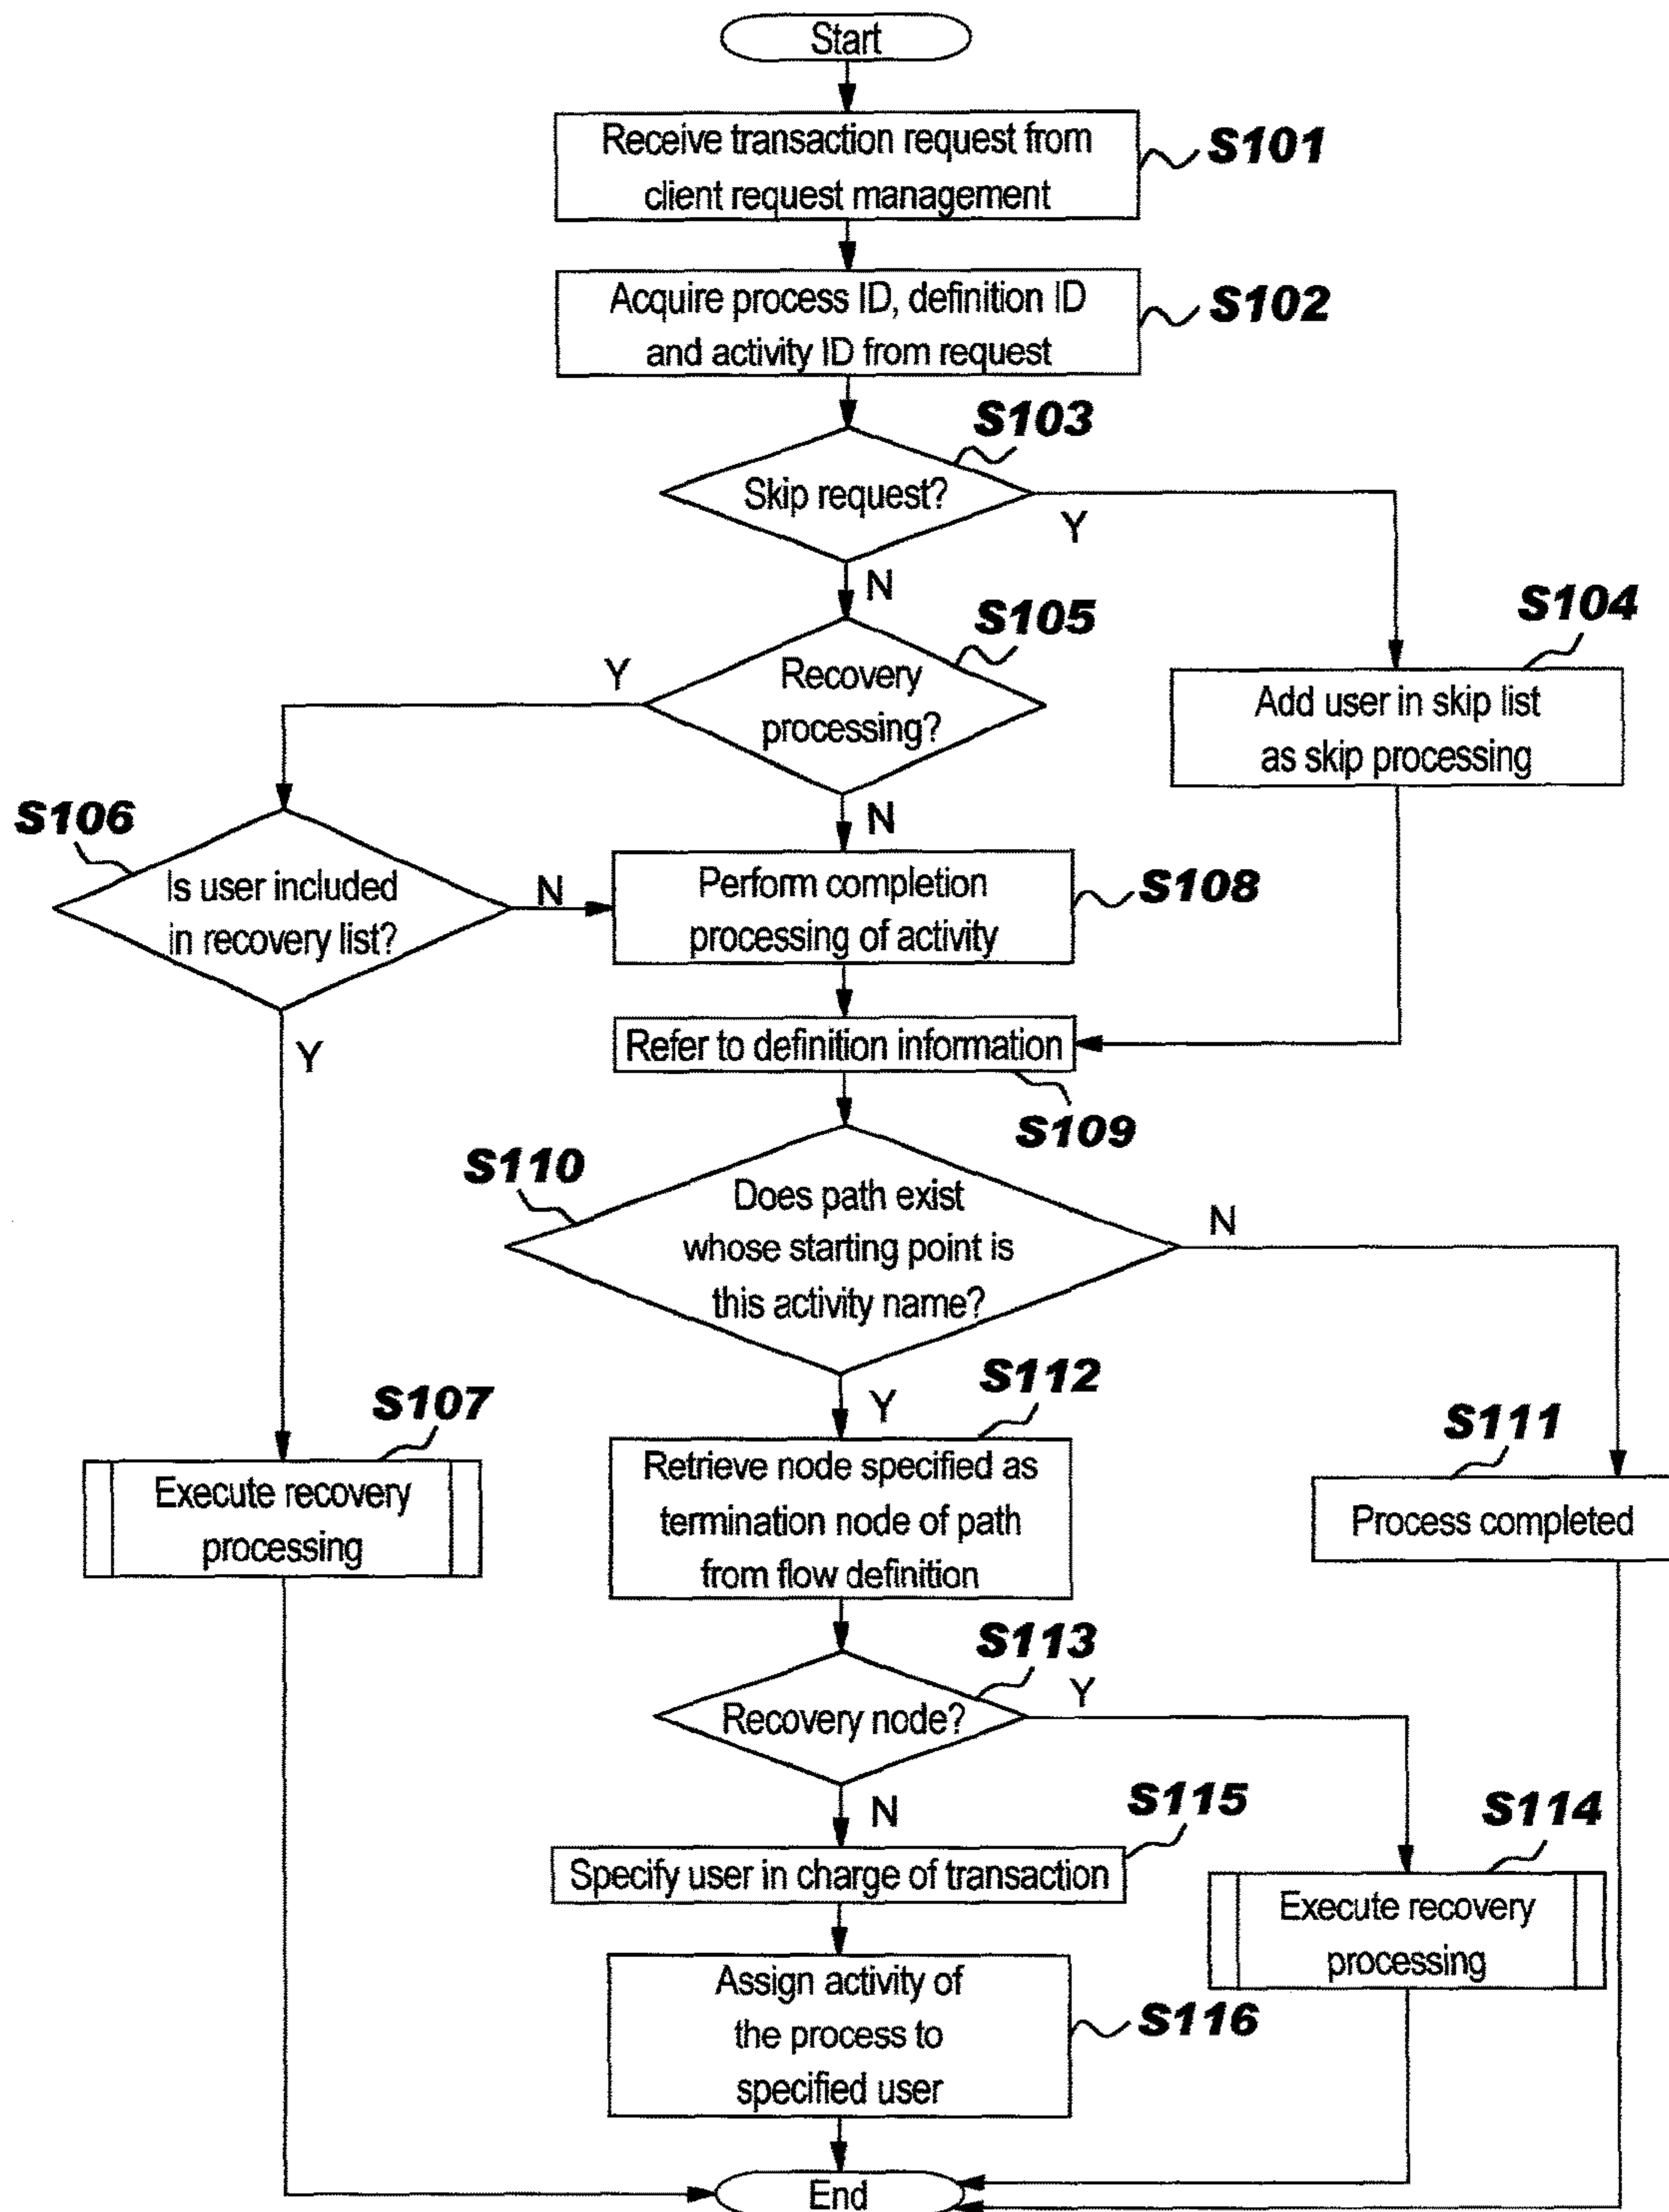 Start
Receive transaction request from
client request management
S101
Acquire process ID, definition ID
and activity ID from request
S102
S103
Skip request?
Y
N
S104
Add user in skip list
as skip processing
S105
Recovery
processing?
Y
N
S106
Is user included
in recovery list?
N
Y
Perform completion
processing of activity
S108
Refer to definition information
S109
S110
Does path exist
whose starting point is
this activity name?
N
Y
S107
Execute recovery
processing
S112
Retrieve node specified as
termination node of path
from flow definition
S111
Process completed
S113
Recovery node?
Y
N
S115
Specify user in charge of transaction
S114
Execute recovery
processing
Assign activity of
the process to
specified user
S116
End